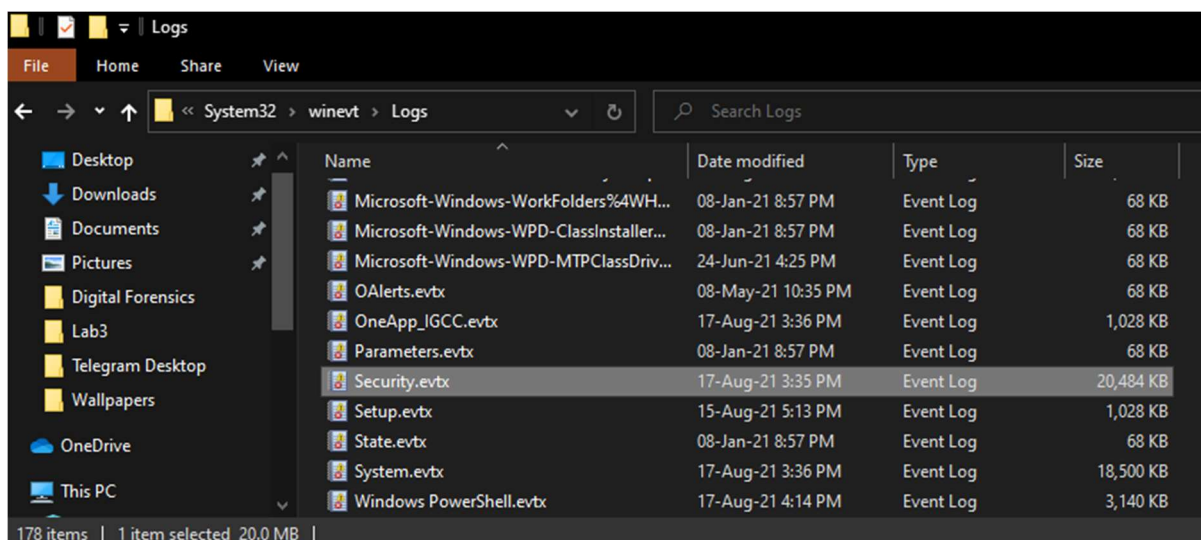 Logs
File Home Share View
« System32 › winevt › Logs Search Logs
Desktop
Downloads
Documents
Pictures
Digital Forensics
Lab3
Telegram Desktop
Wallpapers
OneDrive
This PC
Name Date modified Type Size
Microsoft-Windows-WorkFolders%4WH... 08-Jan-21 8:57 PM Event Log 68 KB
Microsoft-Windows-WPD-ClassInstaller... 08-Jan-21 8:57 PM Event Log 68 KB
Microsoft-Windows-WPD-MTPClassDriv... 24-Jun-21 4:25 PM Event Log 68 KB
OAlerts.evtx 08-May-21 10:35 PM Event Log 68 KB
OneApp_IGCC.evtx 17-Aug-21 3:36 PM Event Log 1,028 KB
Parameters.evtx 08-Jan-21 8:57 PM Event Log 68 KB
Security.evtx 17-Aug-21 3:35 PM Event Log 20,484 KB
Setup.evtx 15-Aug-21 5:13 PM Event Log 1,028 KB
State.evtx 08-Jan-21 8:57 PM Event Log 68 KB
System.evtx 17-Aug-21 3:36 PM Event Log 18,500 KB
Windows PowerShell.evtx 17-Aug-21 4:14 PM Event Log 3,140 KB
178 items | 1 item selected 20.0 MB |